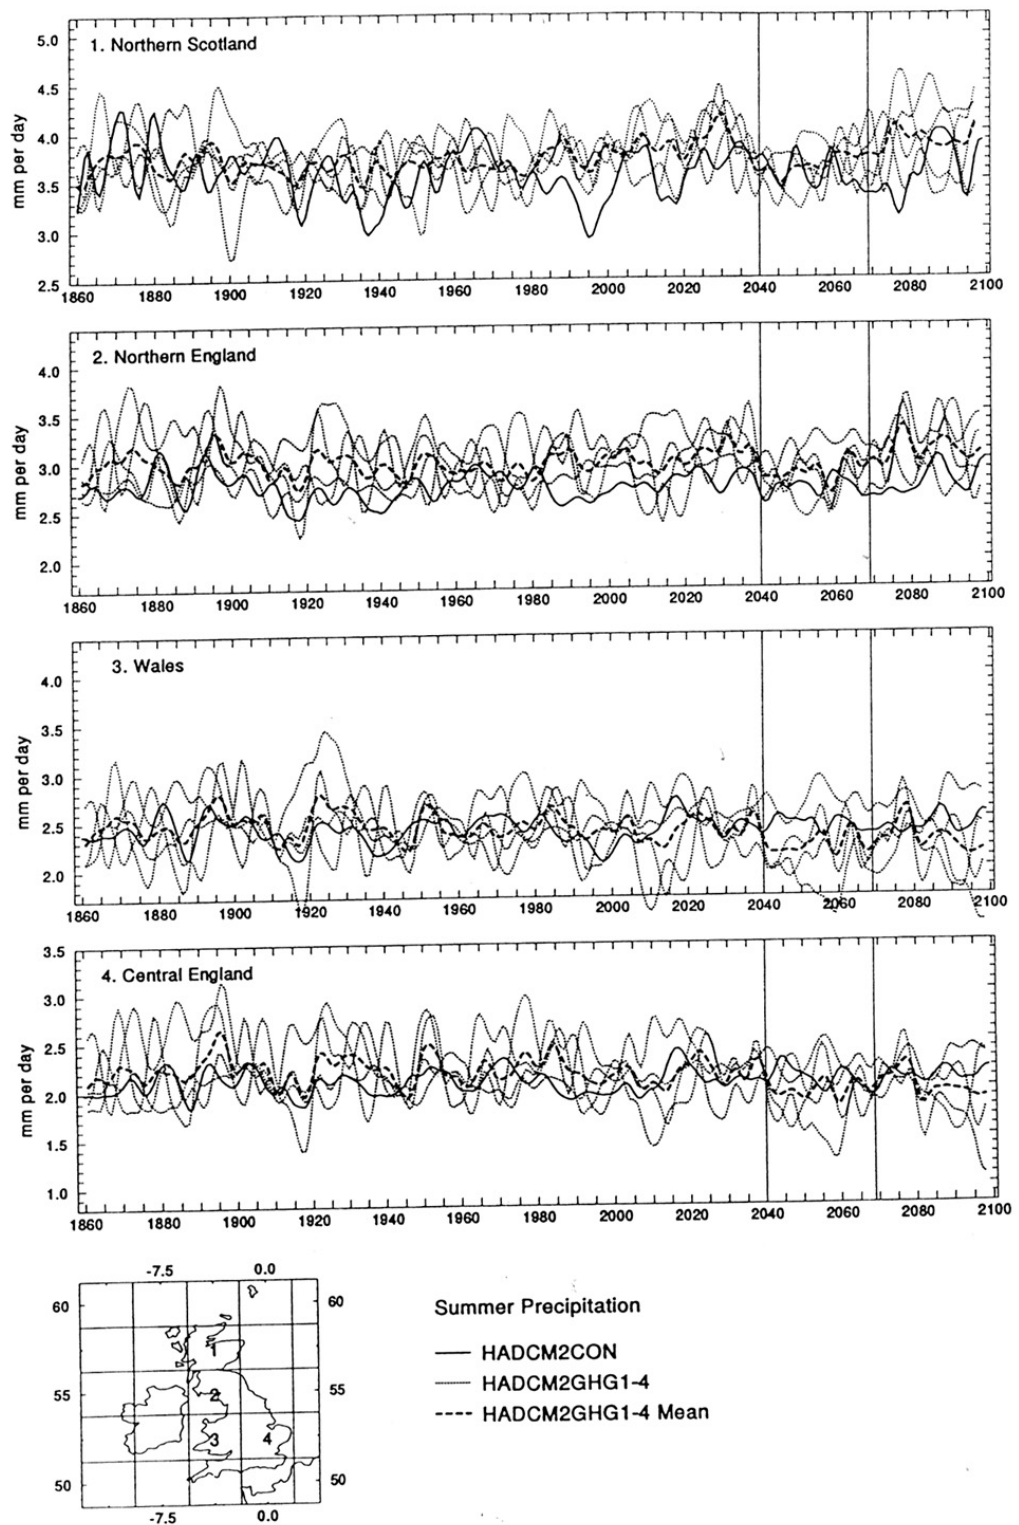 1. Northern Scotland
mm per day
5.0
4.5
4.0
3.5
3.0
2.5
1860 1880 1900 1920 1940 1960 1980 2000 2020 2040 2060 2080 2100
2. Northern England
mm per day
4.0
3.5
3.0
2.5
2.0
1860 1880 1900 1920 1940 1960 1980 2000 2020 2040 2060 2080 2100
3. Wales
mm per day
4.0
3.5
3.0
2.5
2.0
1860 1880 1900 1920 1940 1960 1980 2000 2020 2040 2060 2080 2100
4. Central England
mm per day
3.5
3.0
2.5
2.0
1.5
1.0
1860 1880 1900 1920 1940 1960 1980 2000 2020 2040 2060 2080 2100
-7.5 0.0
60 60
1
55 55
2
3 4
50 50
-7.5 0.0
Summer Precipitation
HADCM2CON
HADCM2GHG1-4
HADCM2GHG1-4 Mean